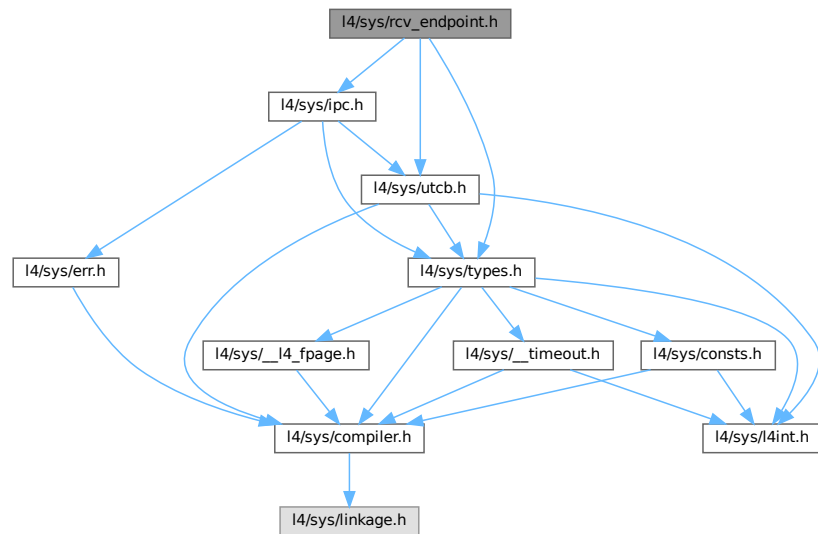 l4/sys/rcv_endpoint.h
l4/sys/ipc.h
l4/sys/utcb.h
l4/sys/err.h
l4/sys/types.h
l4/sys/__l4_fpage.h
l4/sys/__timeout.h
l4/sys/consts.h
l4/sys/compiler.h
l4/sys/l4int.h
l4/sys/linkage.h